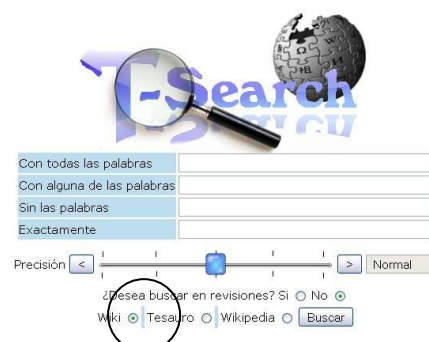 T-Search
Con todas las palabras
Con alguna de las palabras
Sin las palabras
Exactamente
Precisión < > Normal
¿Desea buscar en revisiones? Si No
Wiki Tesauro Wikipedia Buscar